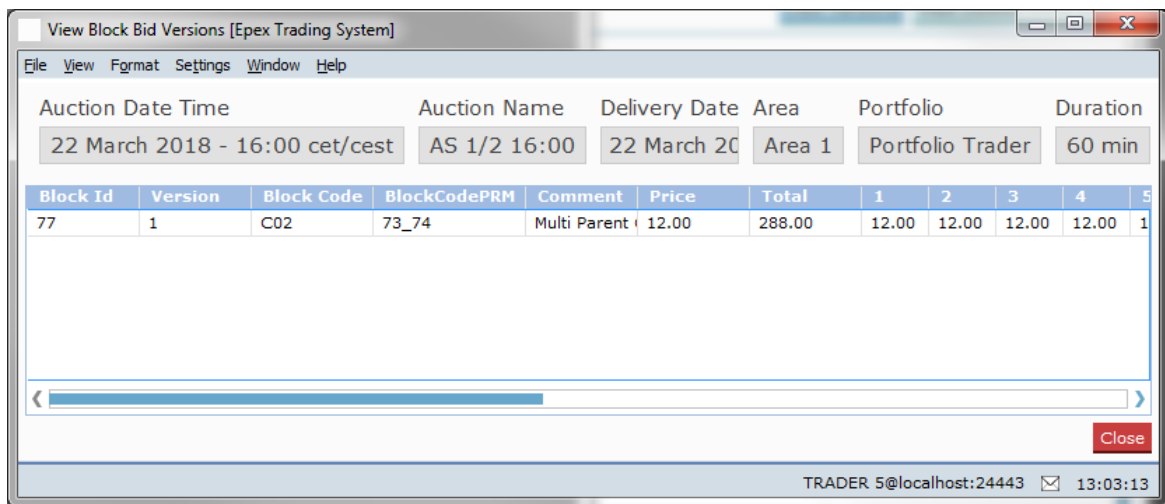 View Block Bid Versions [Epex Trading System]
File View Format Settings Window Help
Auction Date Time Auction Name Delivery Date Area Portfolio Duration
22 March 2018 - 16:00 cet/cest AS 1/2 16:00 22 March 20 Area 1 Portfolio Trader 60 min
Block Id Version Block Code BlockCodePRM Comment Price Total 1 2 3 4 5
77 1 C02 73_74 Multi Parent 12.00 288.00 12.00 12.00 12.00 12.00 1
Close
TRADER 5@localhost:24443 13:03:13